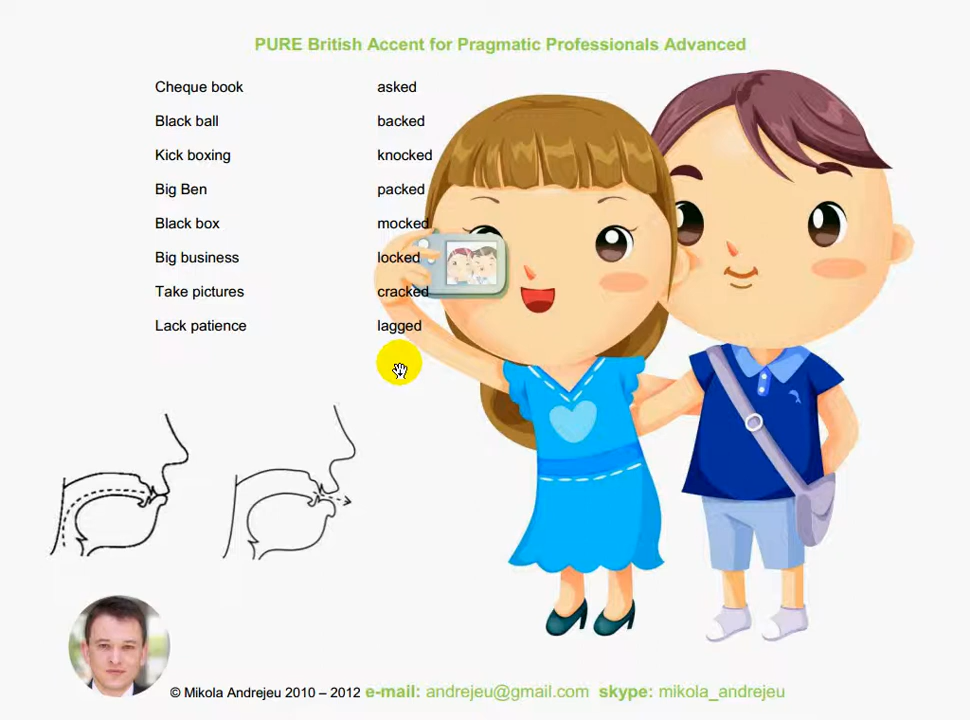 PURE British Accent for Pragmatic Professionals Advanced
Cheque book asked
Black ball backed
Kick boxing knocked
Big Ben packed
Black box mocked
Big business locked
Take pictures cracked
Lack patience lagged
© Mikola Andrejeu 2010 – 2012 e-mail: andrejeu@gmail.com skype: mikola_andrejeu